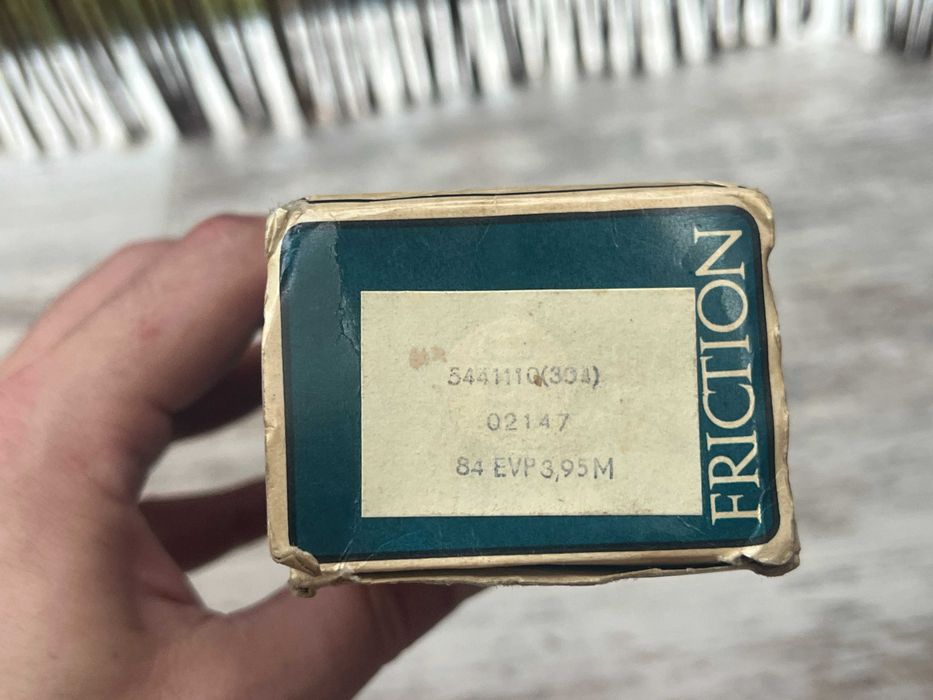 5441110(304)
02147
84 EVP 3,95M
FRICTION